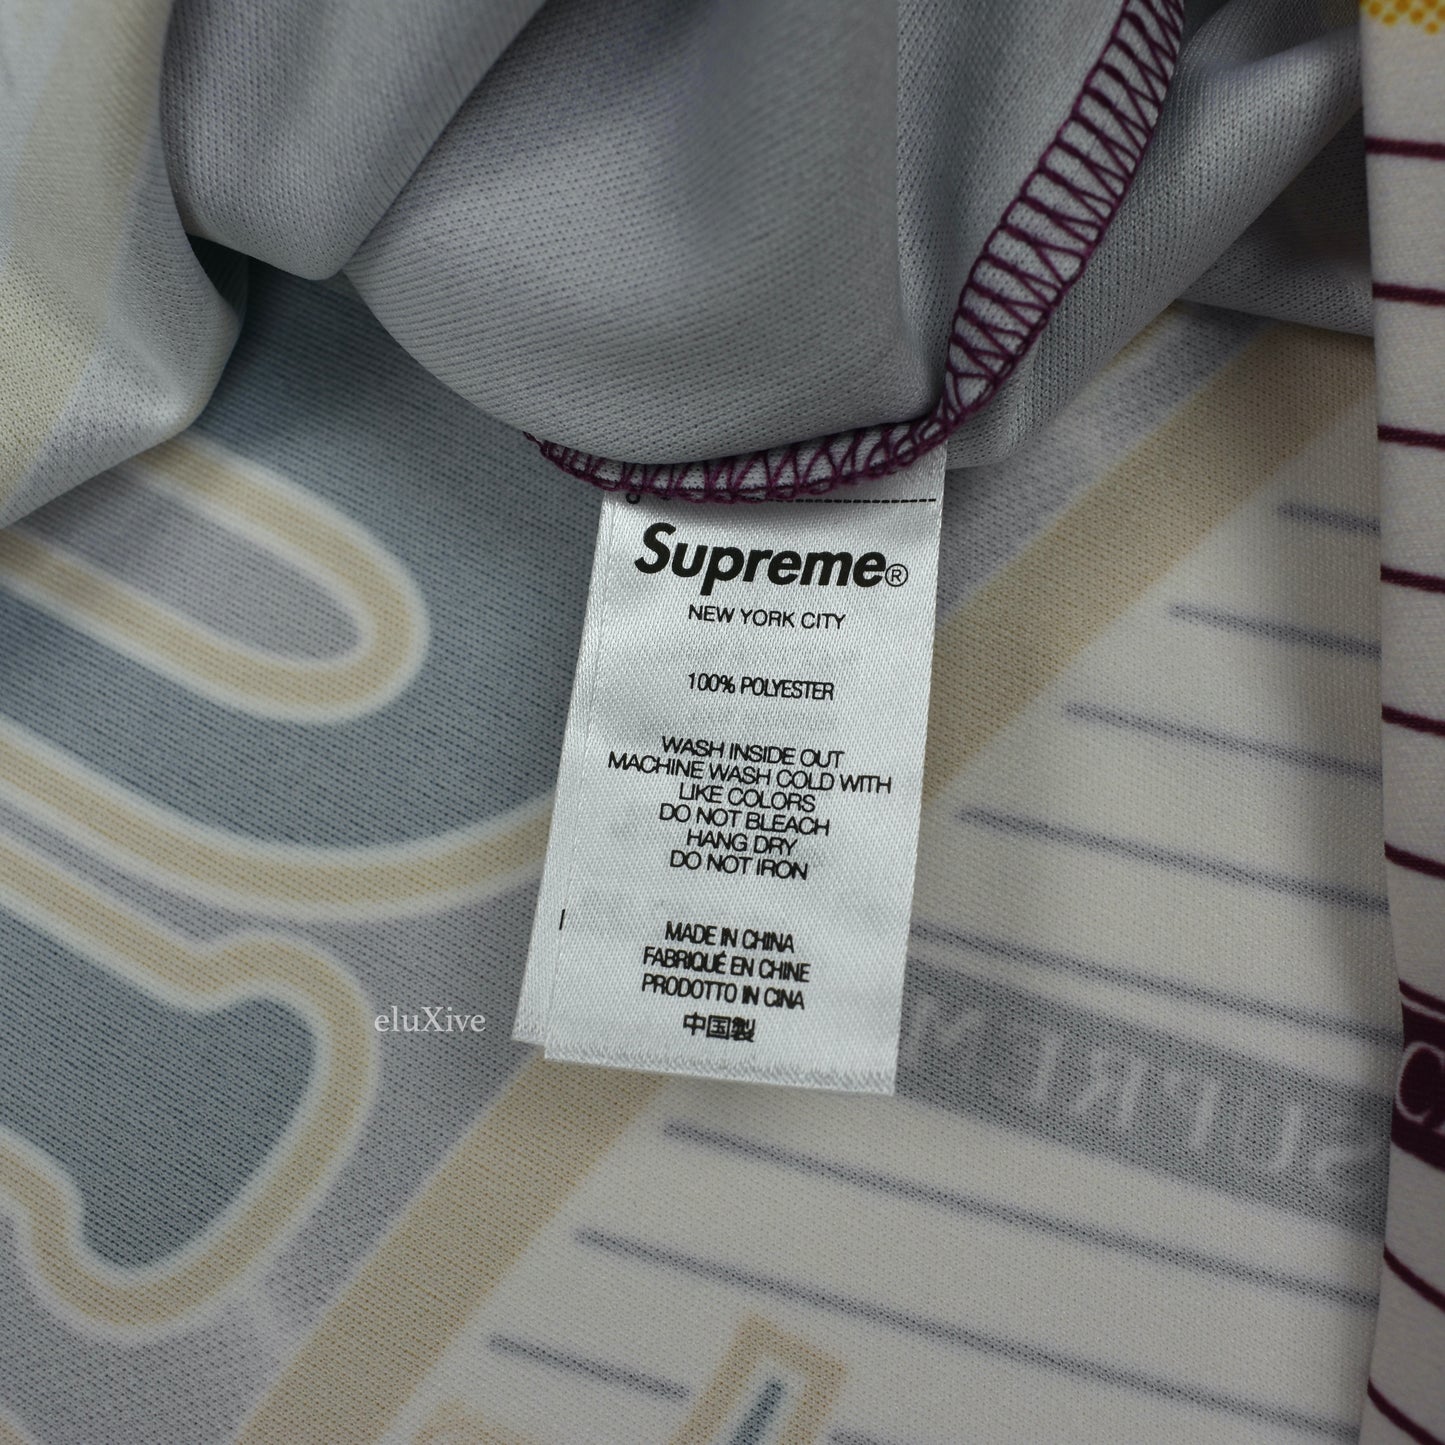 Supreme®
NEW YORK CITY
100% POLYESTER
WASH INSIDE OUT
MACHINE WASH COLD WITH
LIKE COLORS
DO NOT BLEACH
HANG DRY
DO NOT IRON
MADE IN CHINA
FABRIQUÉ EN CHINE
PRODOTTO IN CINA
中国製
eluXive